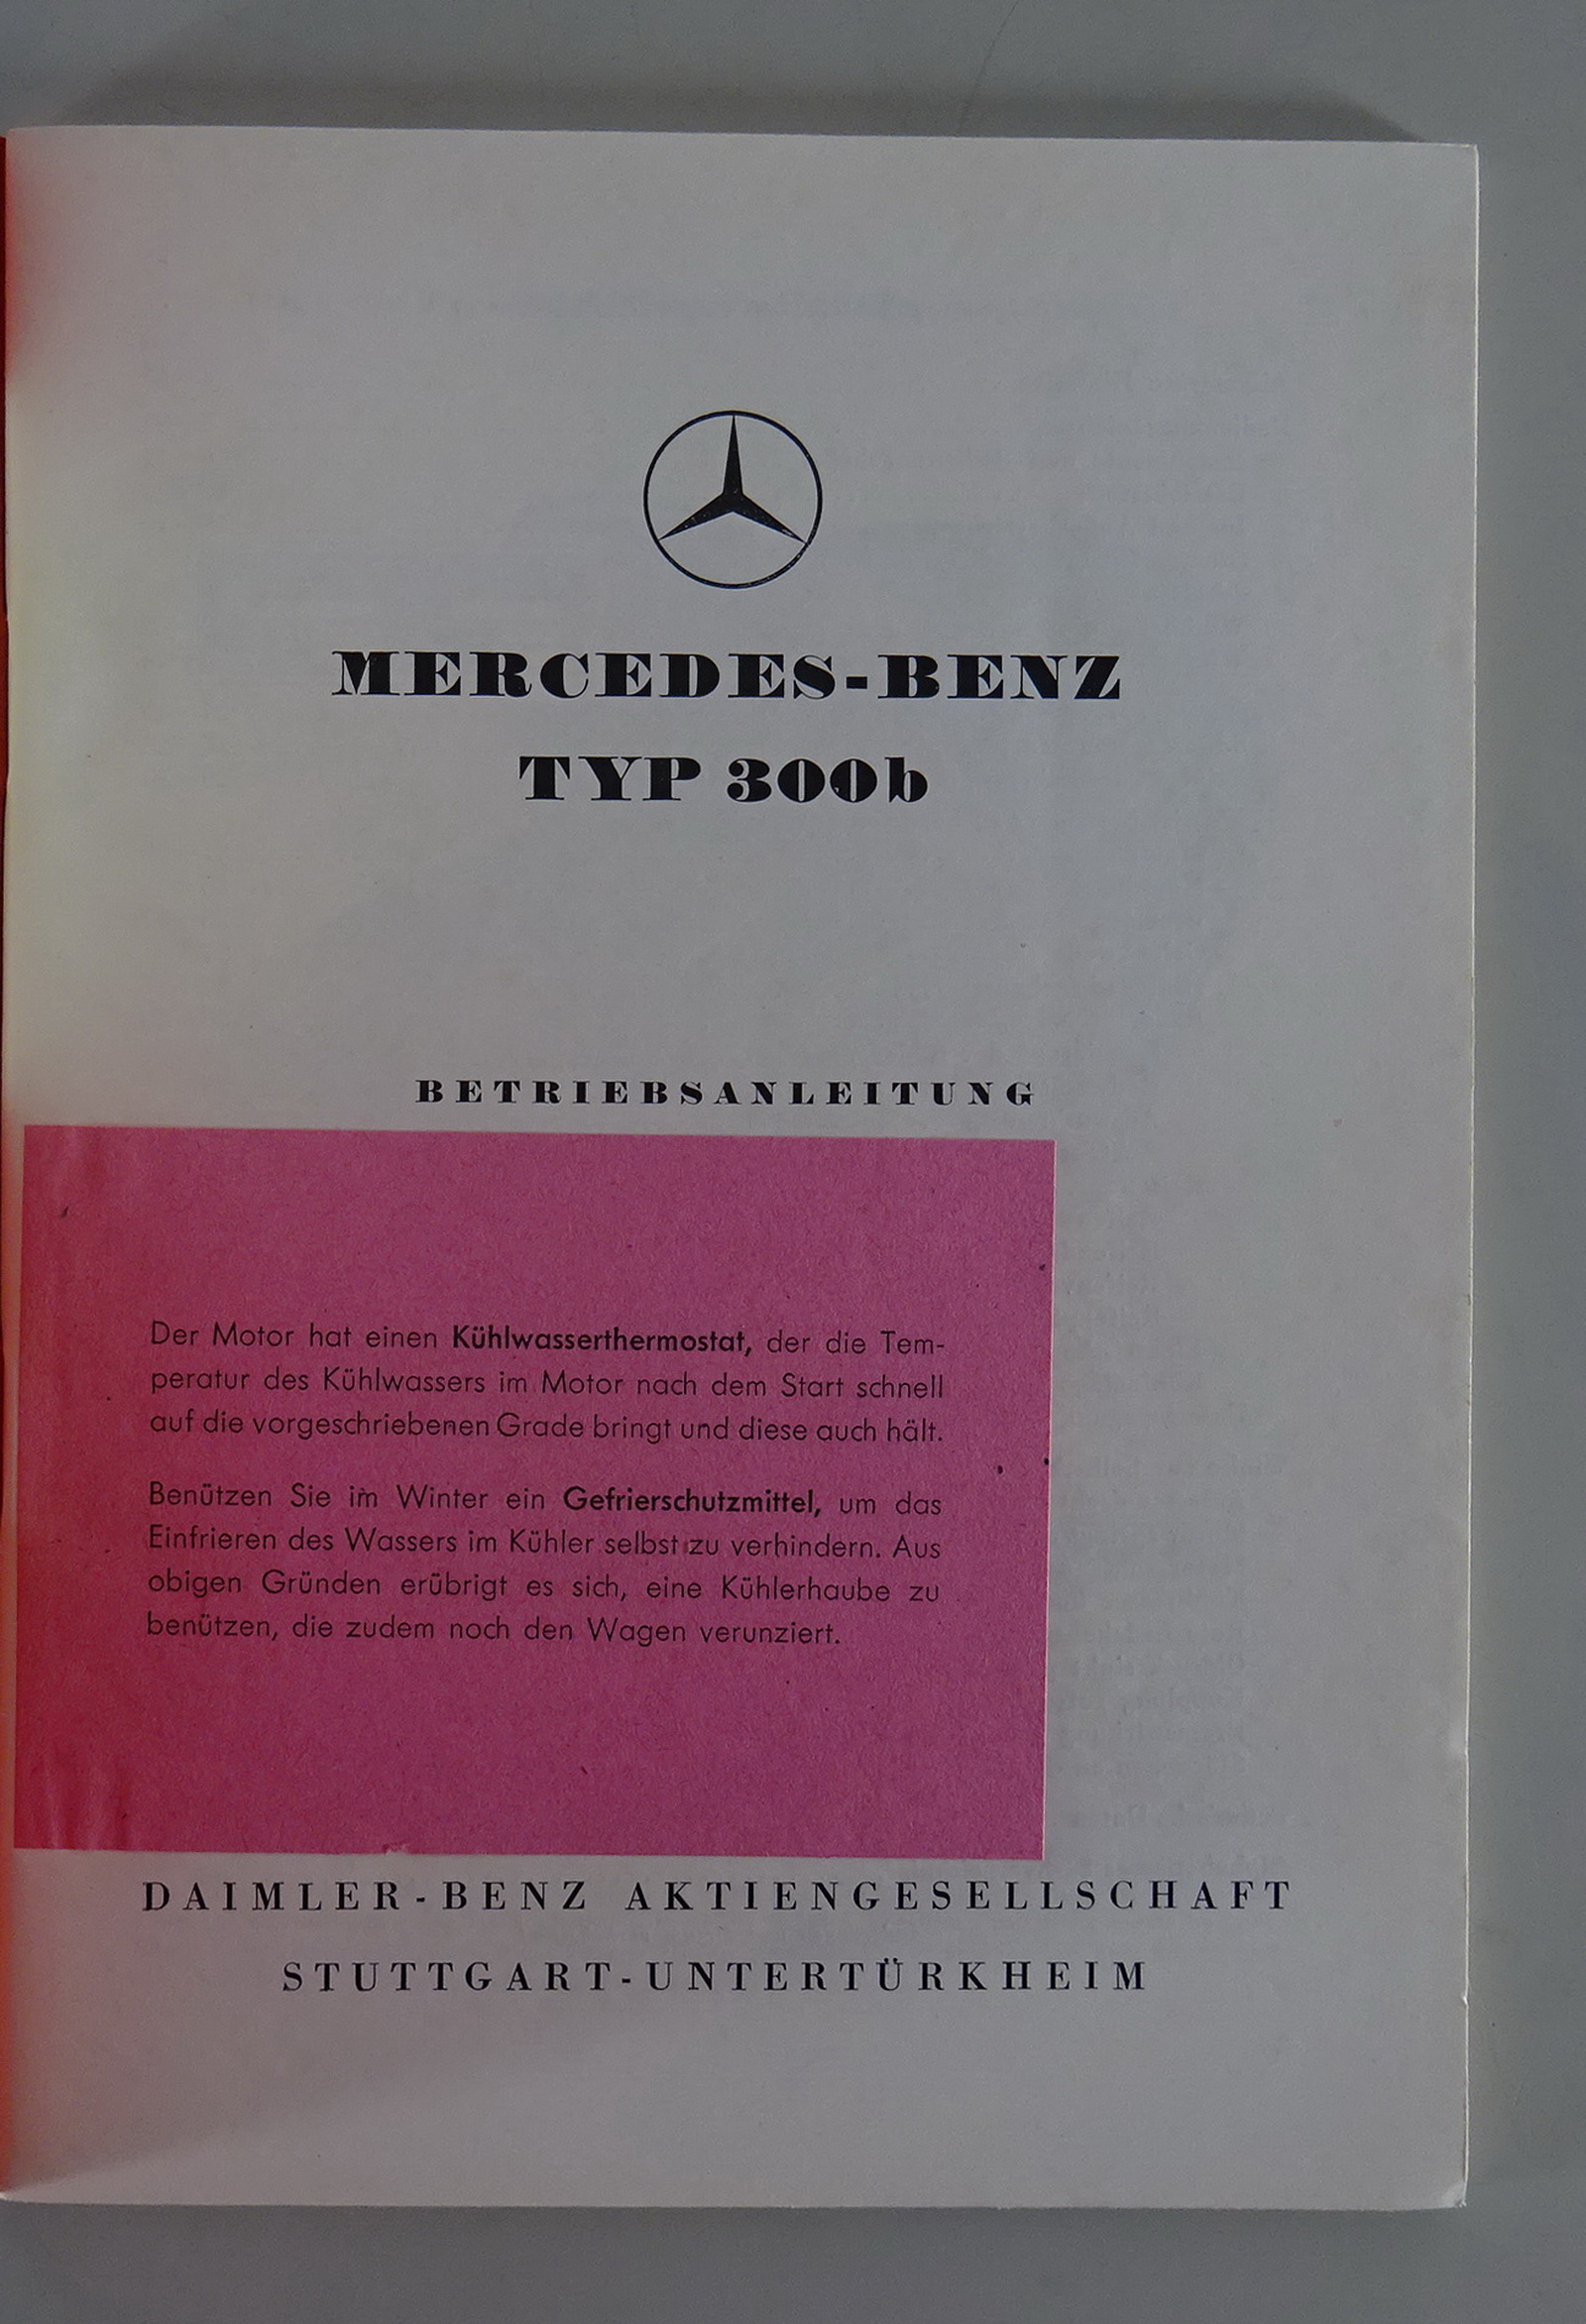 MERCEDES-BENZ
TYP 300b
BETRIEBSANLEITUNG
Der Motor hat einen Kühlwasserthermostat, der die Tem-
peratur des Kühlwassers im Motor nach dem Start schnell
auf die vorgeschriebenen Grade bringt und diese auch hält.
Benützen Sie im Winter ein Gefrierschutzmittel, um das
Einfrieren des Wassers im Kühler selbst zu verhindern. Aus
obigen Gründen erübrigt es sich, eine Kühlerhaube zu
benützen, die zudem noch den Wagen verunziert.
DAIMLER-BENZ AKTIENGESELLSCHAFT
STUTTGART-UNTERTÜRKHEIM